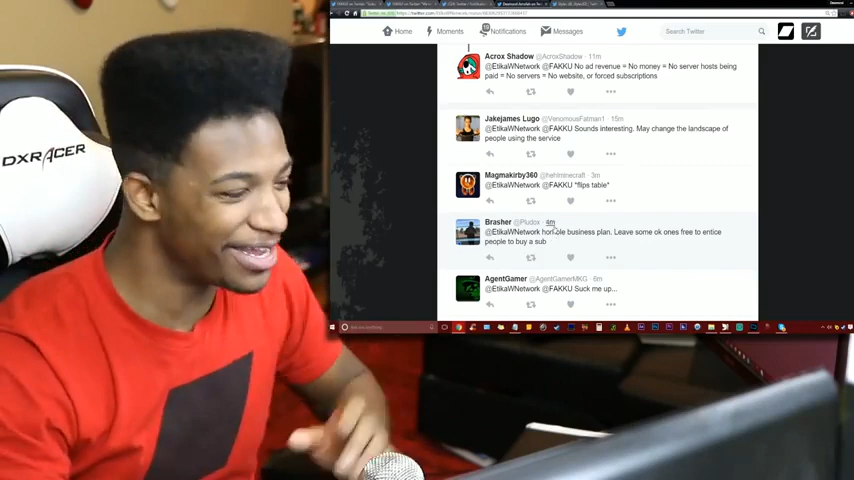 DXRACER
Home
Moments
Notifications
Messages
Search Twitter
Acrox Shadow @AcroxShadow · 11m
@EtikaWNetwork @FAKKU No ad revenue = No money = No server hosts being
paid = No servers = No website, or forced subscriptions
Jakejames Lugo @VenomousFatman1 · 15m
@EtikaWNetwork @FAKKU Sounds interesting. May change the landscape of
people using the service
Magmakirby360 @hehiminecraft · 3m
@EtikaWNetwork @FAKKU *flips table*
Brasher @Pludox · 4m
@EtikaWNetwork horrible business plan. Leave some ok ones free to entice
people to buy a sub
AgentGamer @AgentGamerMKG · 6m
@EtikaWNetwork @FAKKU Suck me up...